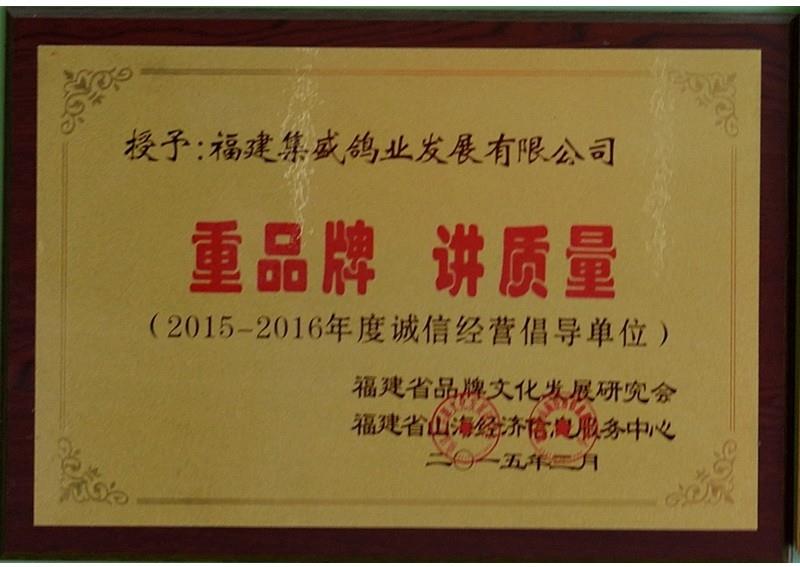 授予:福建集盛鸽业发展有限公司
重品牌 讲质量
(2015-2016年度诚信经营倡导单位)
福建省品牌文化发展研究会
福建省山海经济信息服务中心
二〇一五年三月